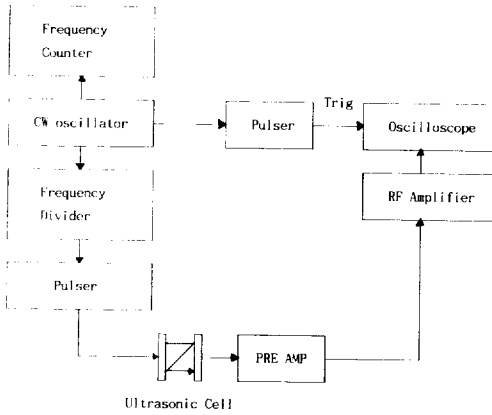 Frequency
Counter
Trig
CW oscillator
Pulser
Oscilloscope
Frequency
Divider
RF Amplifier
Pulser
PRE AMP
Ultrasonic Cell